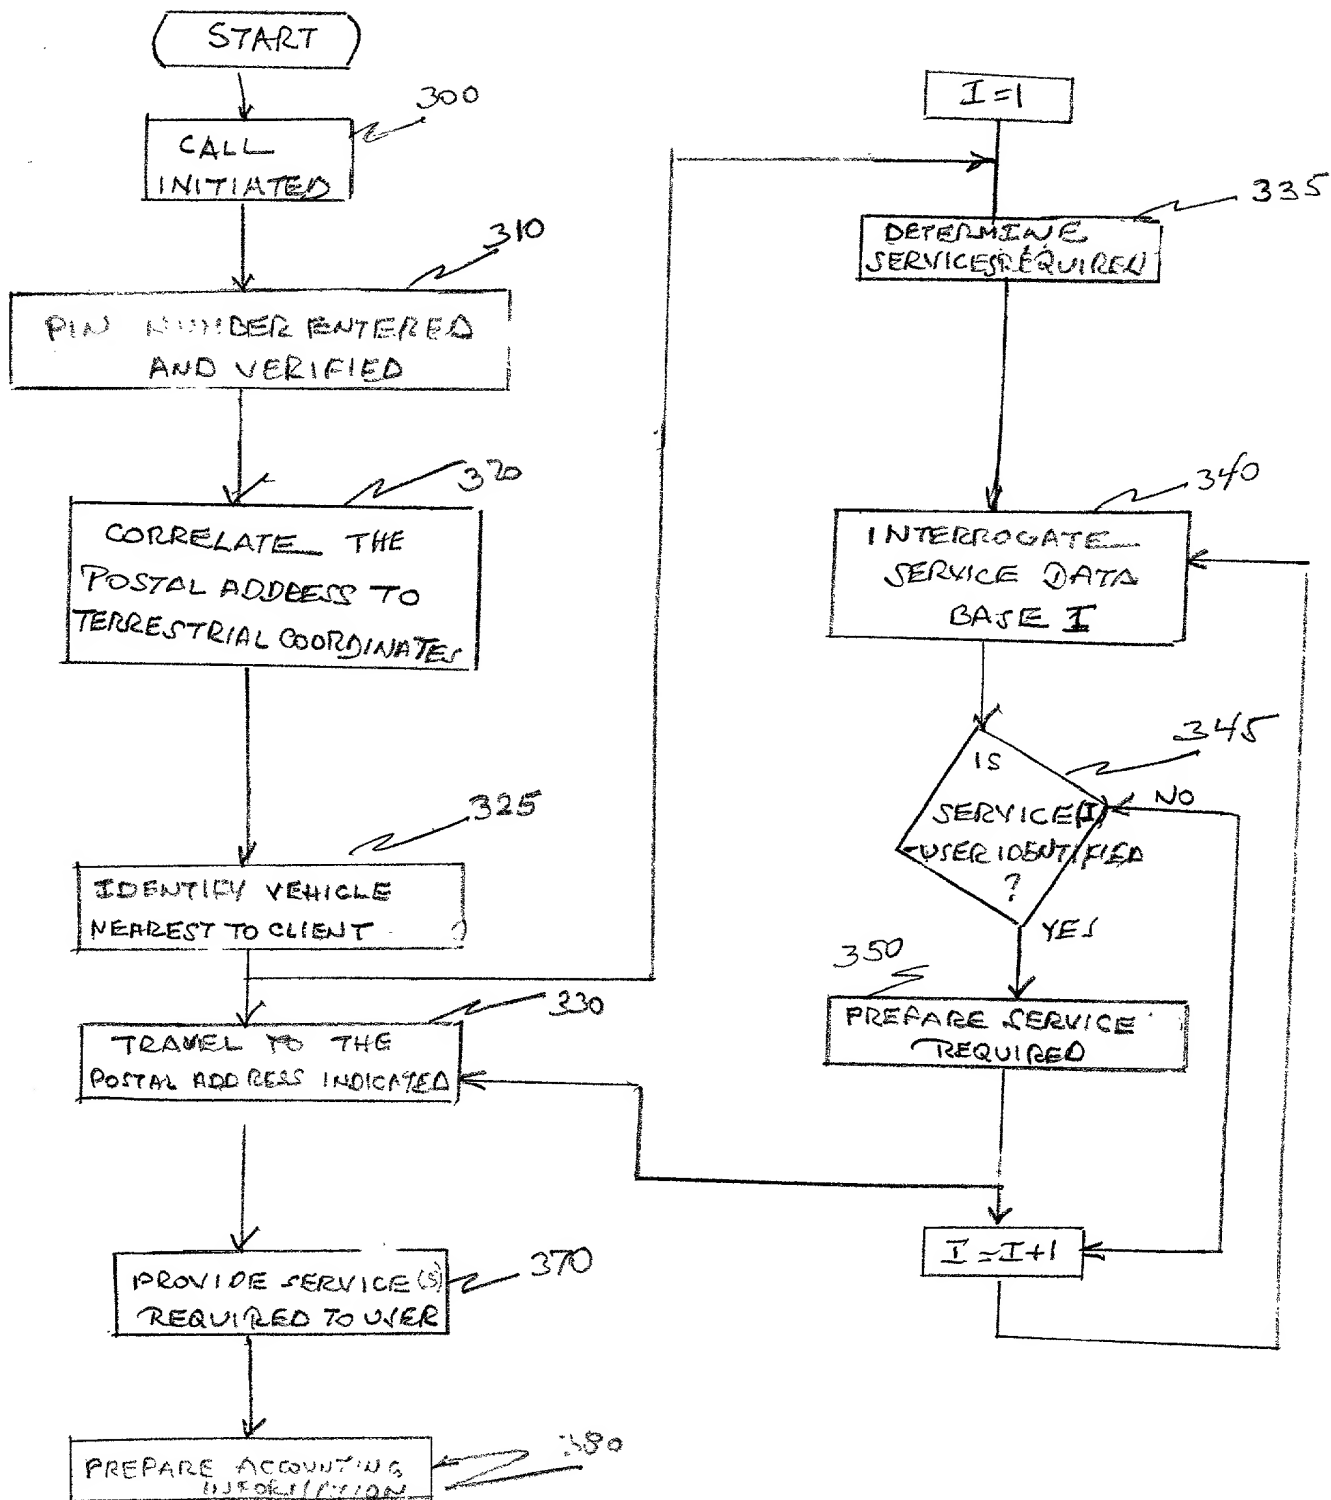 START
300
CALL
INITIATED
310
PIN NUMBER ENTERED
AND VERIFIED
320
CORRELATE THE
POSTAL ADDRESS TO
TERRESTRIAL COORDINATES
325
IDENTIFY VEHICLE
NEAREST TO CLIENT
330
TRAVEL TO THE
POSTAL ADDRESS INDICATED
370
PROVIDE SERVICE(S)
REQUIRED TO USER
380
PREPARE ACCOUNTING
INFORMATION
I=1
335
DETERMINE
SERVICES REQUIRED
340
INTERROGATE
SERVICE DATA
BASE I
345
IS
SERVICE(I)
USER IDENTIFIED
?
NO
YES
350
PREPARE SERVICE
REQUIRED
I=I+1